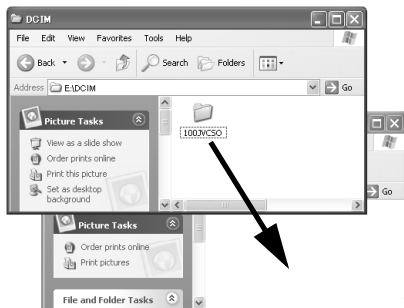 DCIM
File Edit View Favorites Tools Help
Back Search Folders
Address E:\DCIM Go
Picture Tasks
View as a slide show
Order prints online
Print this picture
Set as desktop
background
100JVCSO
Go
Picture Tasks
Order prints online
Print pictures
File and Folder Tasks